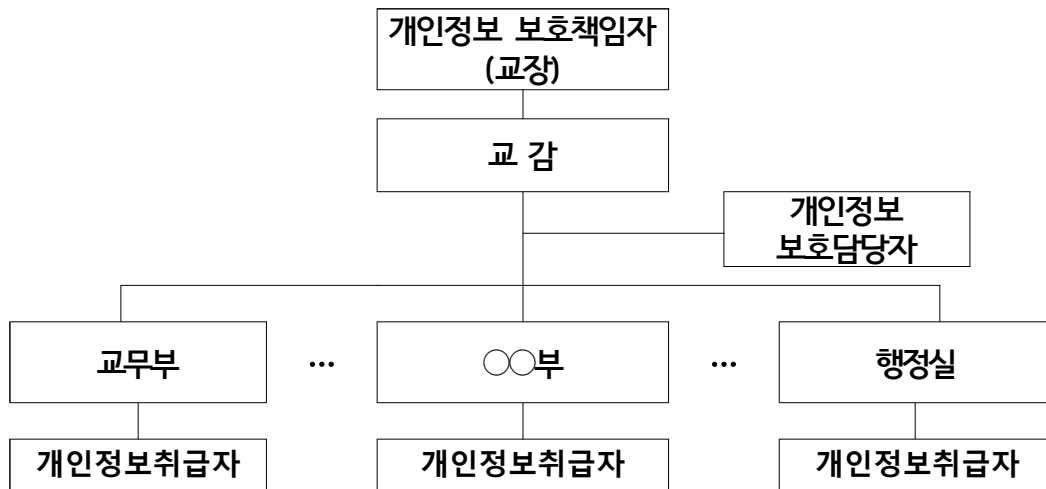 개인정보 보호책임자
(교장)
교 감
개인정보
보호담당자
교무부 ... ○○부 ... 행정실
개인정보취급자 개인정보취급자 개인정보취급자